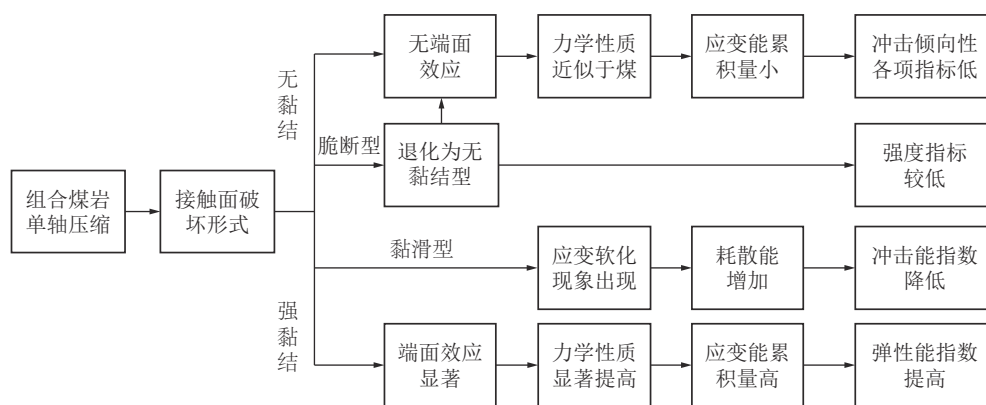 无端面
效应
力学性质
近似于煤
应变能累
积量小
冲击倾向性
各项指标低
无
黏
结
脆断型
退化为无
黏结型
强度指标
较低
组合煤岩
单轴压缩
接触面破
坏形式
黏滑型
应变软化
现象出现
耗散能
增加
冲击能指数
降低
强
黏
结
端面效应
显著
力学性质
显著提高
应变能累
积量高
弹性能指数
提高